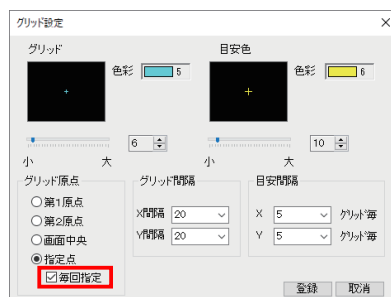 グリッド設定
グリッド
目安色
色彩 5
色彩 6
6
10
小 大
小 大
グリッド原点
グリッド間隔
目安間隔
○第1原点
○第2原点
○画面中央
◉指定点
☑毎回指定
X間隔 20
Y間隔 20
X 5 グリッド毎
Y 5 グリッド毎
登録 取消